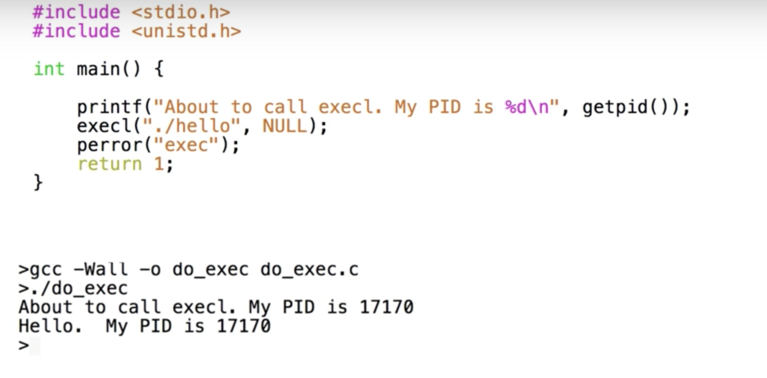 #include <stdio.h>
#include <unistd.h>
int main() {
printf("About to call execl. My PID is %d\n", getpid());
execl("./hello", NULL);
perror("exec");
return 1;
}
>gcc -Wall -o do_exec do_exec.c
>./do_exec
About to call execl. My PID is 17170
Hello.  My PID is 17170
>